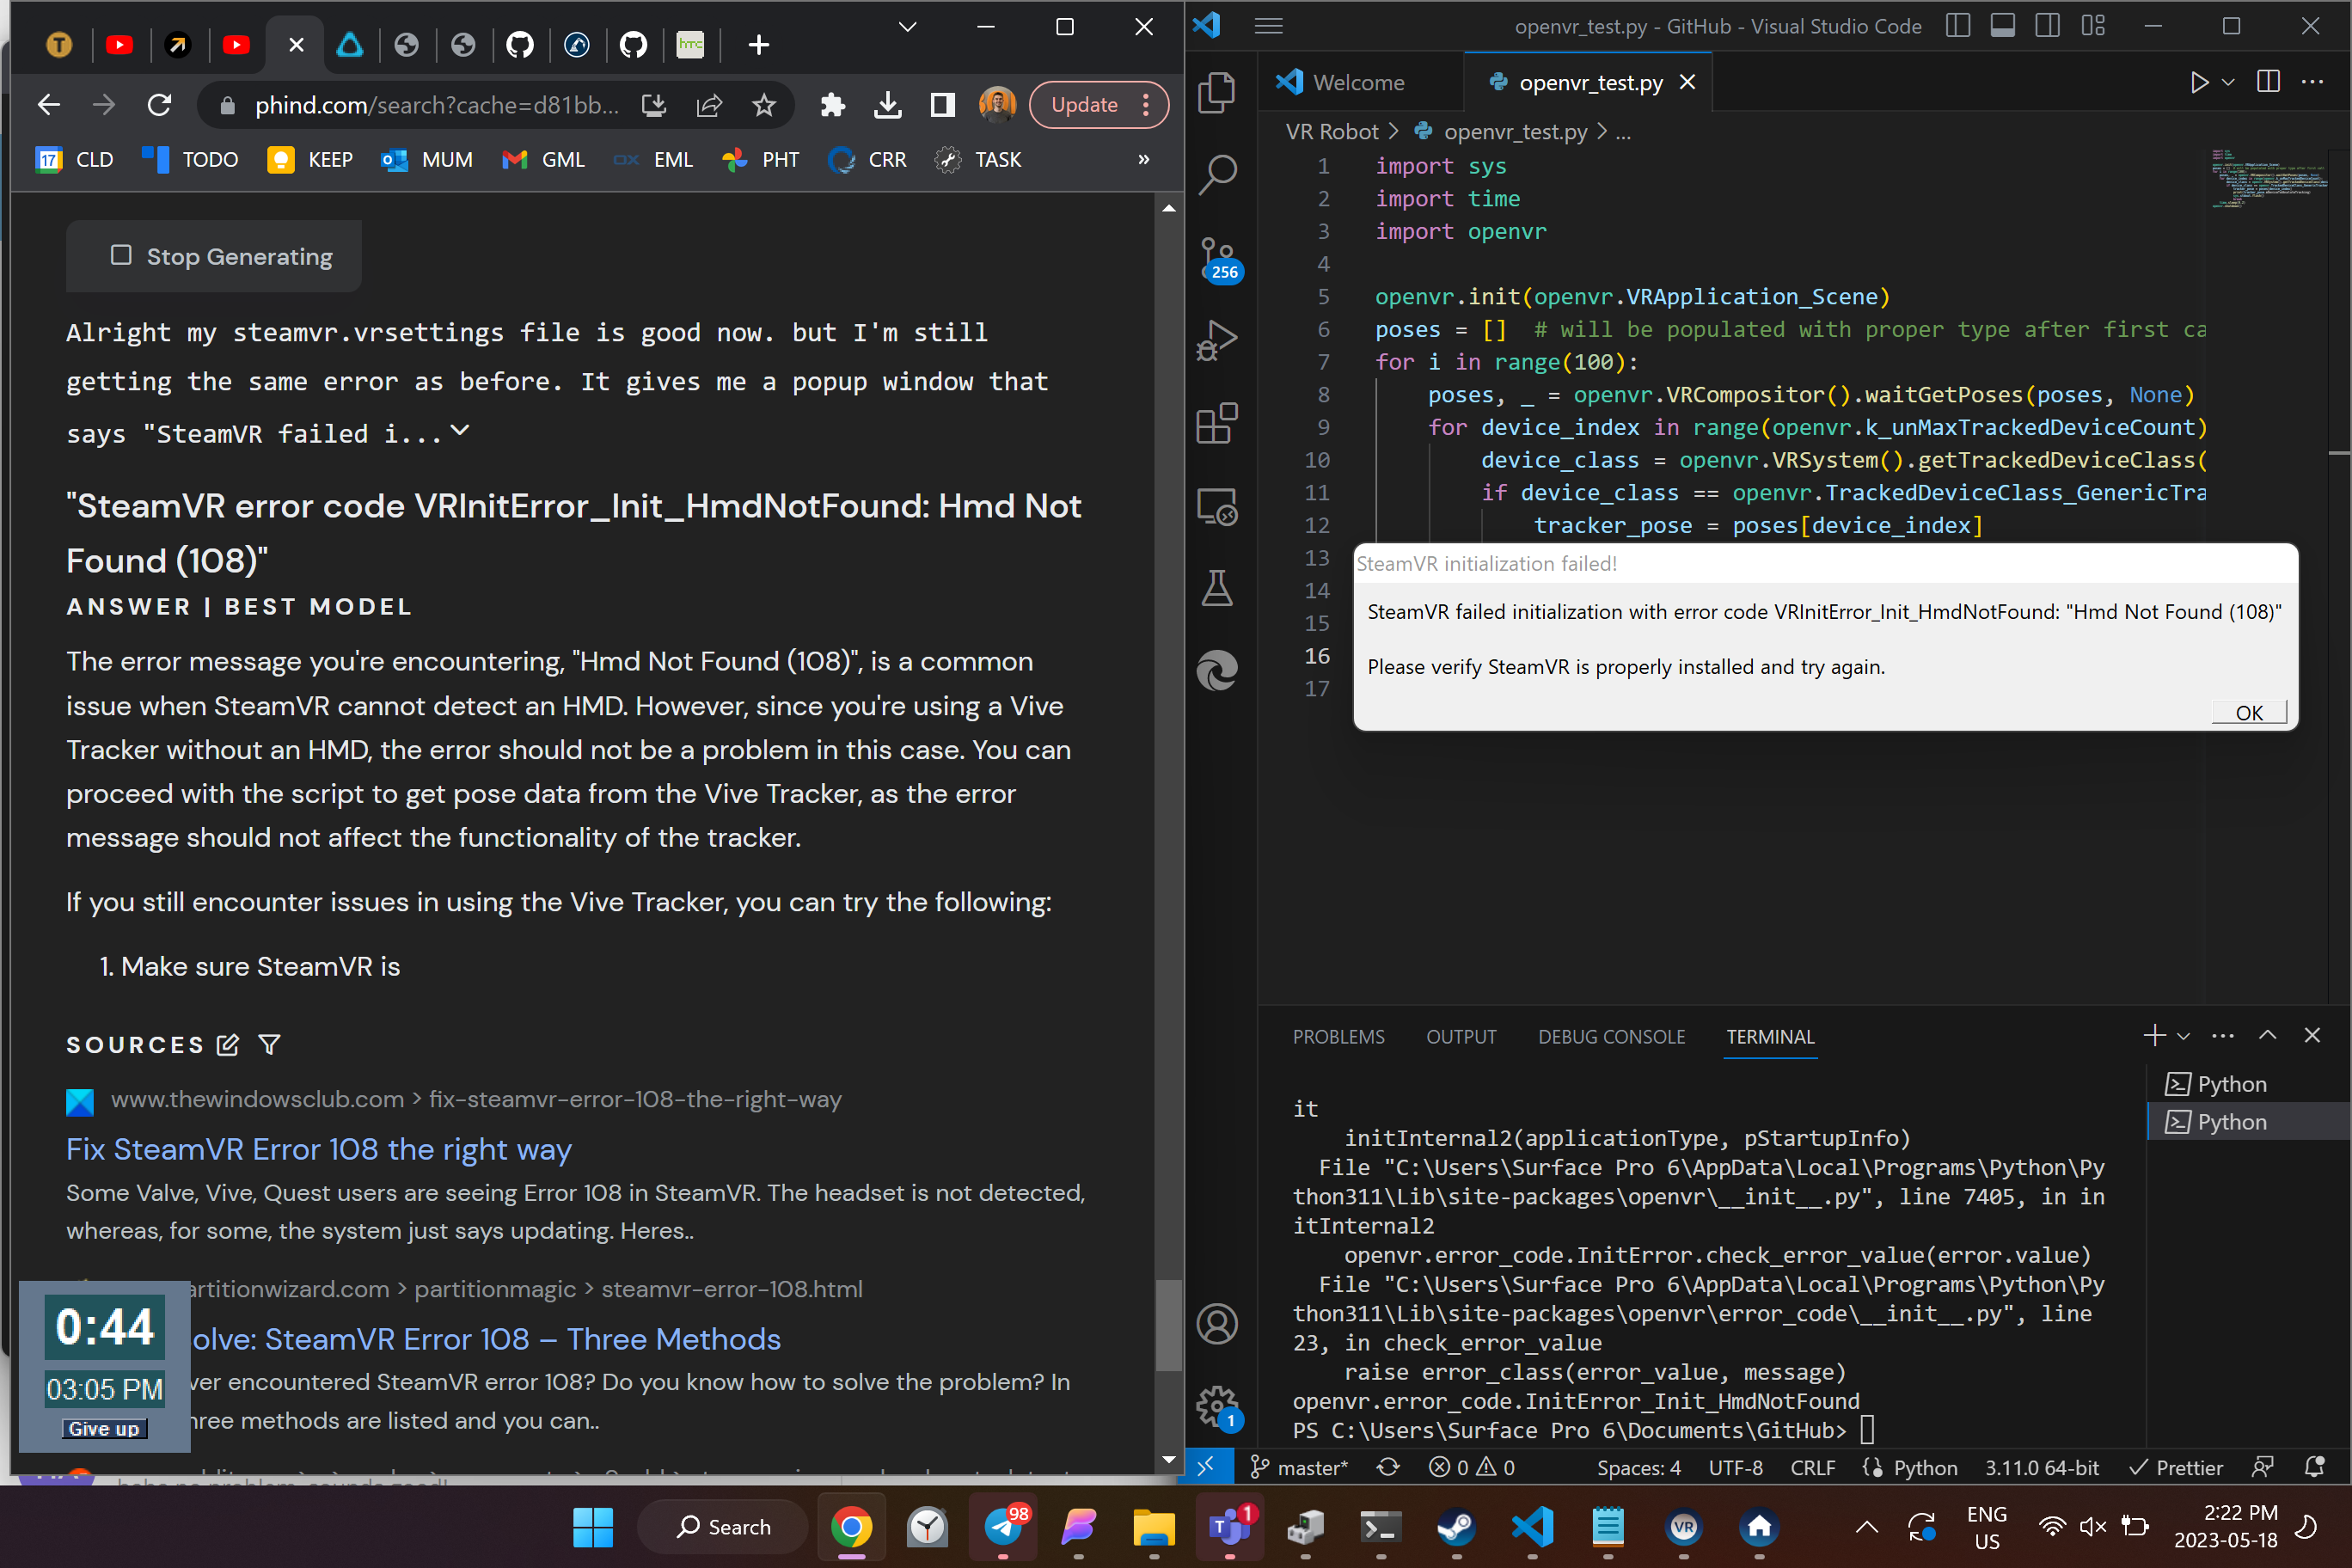 phind.com/search?cache=d81bb...
Update
17 CLD
TODO
KEEP
MUM
GML
EML
PHT
CRR
TASK
»
Stop Generating
Alright my steamvr.vrsettings file is good now. but I'm still
getting the same error as before. It gives me a popup window that
says "SteamVR failed i...
"SteamVR error code VRInitError_Init_HmdNotFound: Hmd Not
Found (108)"
ANSWER | BEST MODEL
The error message you're encountering, "Hmd Not Found (108)", is a common
issue when SteamVR cannot detect an HMD. However, since you're using a Vive
Tracker without an HMD, the error should not be a problem in this case. You can
proceed with the script to get pose data from the Vive Tracker, as the error
message should not affect the functionality of the tracker.
If you still encounter issues in using the Vive Tracker, you can try the following:
1. Make sure SteamVR is
SOURCES
www.thewindowsclub.com > fix-steamvr-error-108-the-right-way
Fix SteamVR Error 108 the right way
Some Valve, Vive, Quest users are seeing Error 108 in SteamVR. The headset is not detected,
whereas, for some, the system just says updating. Heres..
artitionwizard.com > partitionmagic > steamvr-error-108.html
olve: SteamVR Error 108 – Three Methods
ver encountered SteamVR error 108? Do you know how to solve the problem? In
hree methods are listed and you can..
0:44
03:05 PM
Give up
openvr_test.py - GitHub - Visual Studio Code
Welcome
openvr_test.py
VR Robot > openvr_test.py > ...
256
1 import sys
2 import time
3 import openvr
4
5 openvr.init(openvr.VRApplication_Scene)
6 poses = [] # will be populated with proper type after first ca
7 for i in range(100):
8 poses, _ = openvr.VRCompositor().waitGetPoses(poses, None)
9 for device_index in range(openvr.k_unMaxTrackedDeviceCount)
10 device_class = openvr.VRSystem().getTrackedDeviceClass(
11 if device_class == openvr.TrackedDeviceClass_GenericTra
12 tracker_pose = poses[device_index]
13
14
15
16
17
SteamVR initialization failed!
SteamVR failed initialization with error code VRInitError_Init_HmdNotFound: "Hmd Not Found (108)"
Please verify SteamVR is properly installed and try again.
OK
PROBLEMS
OUTPUT
DEBUG CONSOLE
TERMINAL
Python
Python
it
initInternal2(applicationType, pStartupInfo)
File "C:\Users\Surface Pro 6\AppData\Local\Programs\Python\Py
thon311\Lib\site-packages\openvr\__init__.py", line 7405, in in
itInternal2
openvr.error_code.InitError.check_error_value(error.value)
File "C:\Users\Surface Pro 6\AppData\Local\Programs\Python\Py
thon311\Lib\site-packages\openvr\error_code\__init__.py", line
23, in check_error_value
raise error_class(error_value, message)
openvr.error_code.InitError_Init_HmdNotFound
PS C:\Users\Surface Pro 6\Documents\GitHub>
1
master*
0
0
Spaces: 4
UTF-8
CRLF
Python
3.11.0 64-bit
Prettier
Search
98
1
VR
ENG
US
2:22 PM
2023-05-18